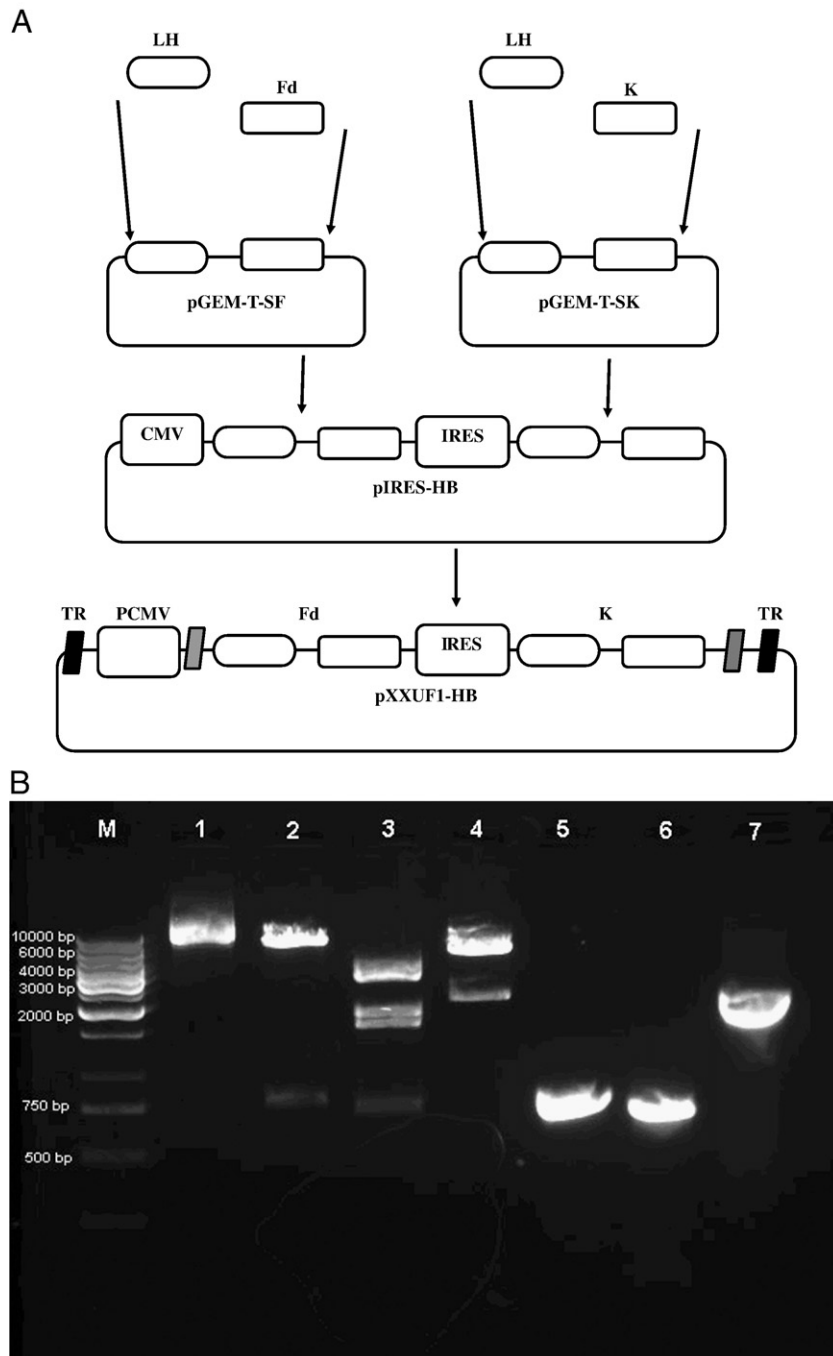 A
LH
LH
Fd
K
pGEM-T-SF
pGEM-T-SK
CMV
IRES
pIRES-HB
TR
PCMV
Fd
K
TR
IRES
pXXUF1-HB
B
M 1 2 3 4 5 6 7
10000 bp
6000 bp
4000 bp
3000 bp
2000 bp
750 bp
500 bp